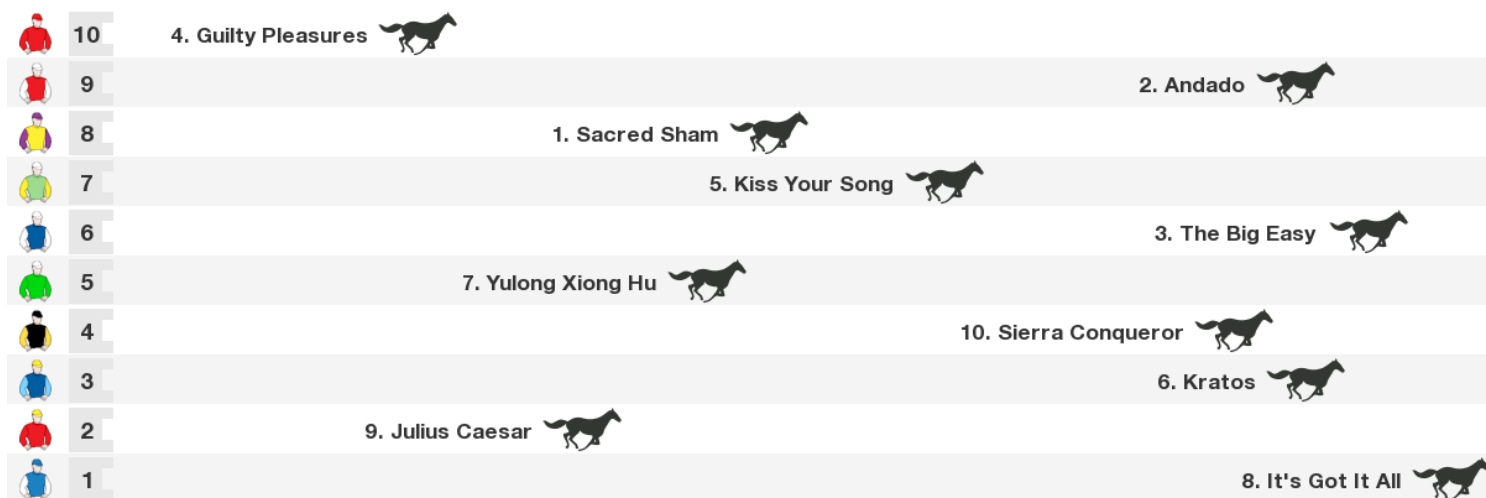 10 4. Guilty Pleasures
9 2. Andado
8 1. Sacred Sham
7 5. Kiss Your Song
6 3. The Big Easy
5 7. Yulong Xiong Hu
4 10. Sierra Conqueror
3 6. Kratos
2 9. Julius Caesar
1 8. It's Got It All